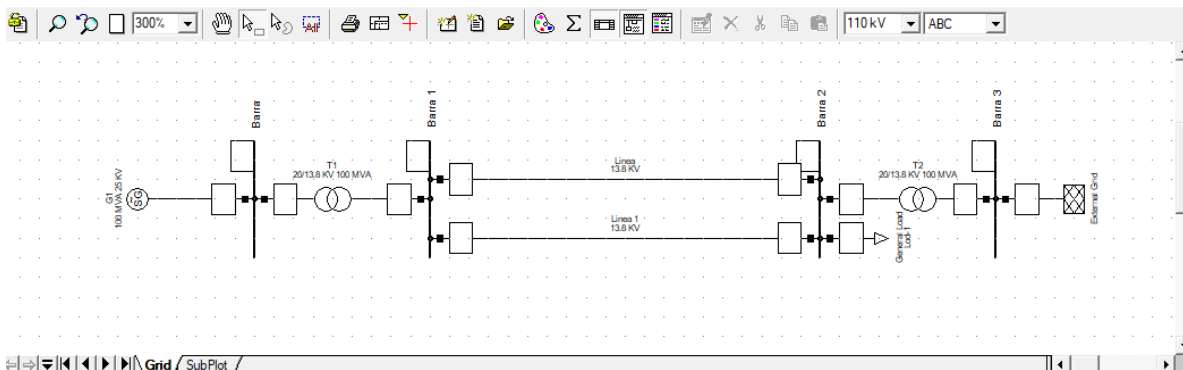 300%
110 kV
ABC
Barra
Barra 1
Barra 2
Barra 3
G1
100 MVA 25 KV
SG
T1
20/13,8 KV 100 MVA
Linea
13.8 KV
T2
20/13,8 KV 100 MVA
Linea 1
13.8 KV
General Load
Lod-1
External Grid
Grid
SubPlot